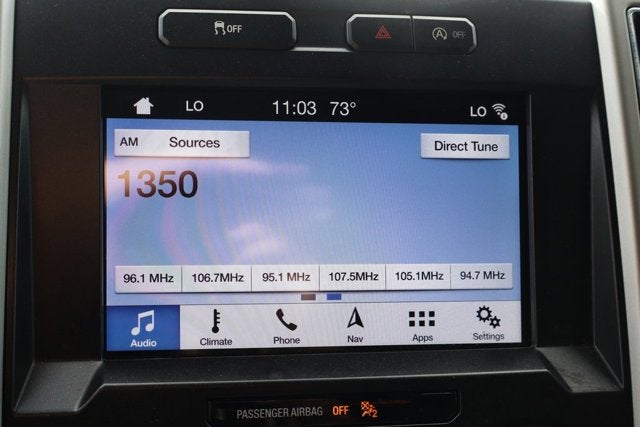 OFF
A OFF
LO 11:03 73° LO
AM Sources Direct Tune
1350
96.1 MHz 106.7MHz 95.1 MHz 107.5MHz 105.1MHz 94.7 MHz
Audio Climate Phone Nav Apps Settings
PASSENGER AIRBAG OFF 2